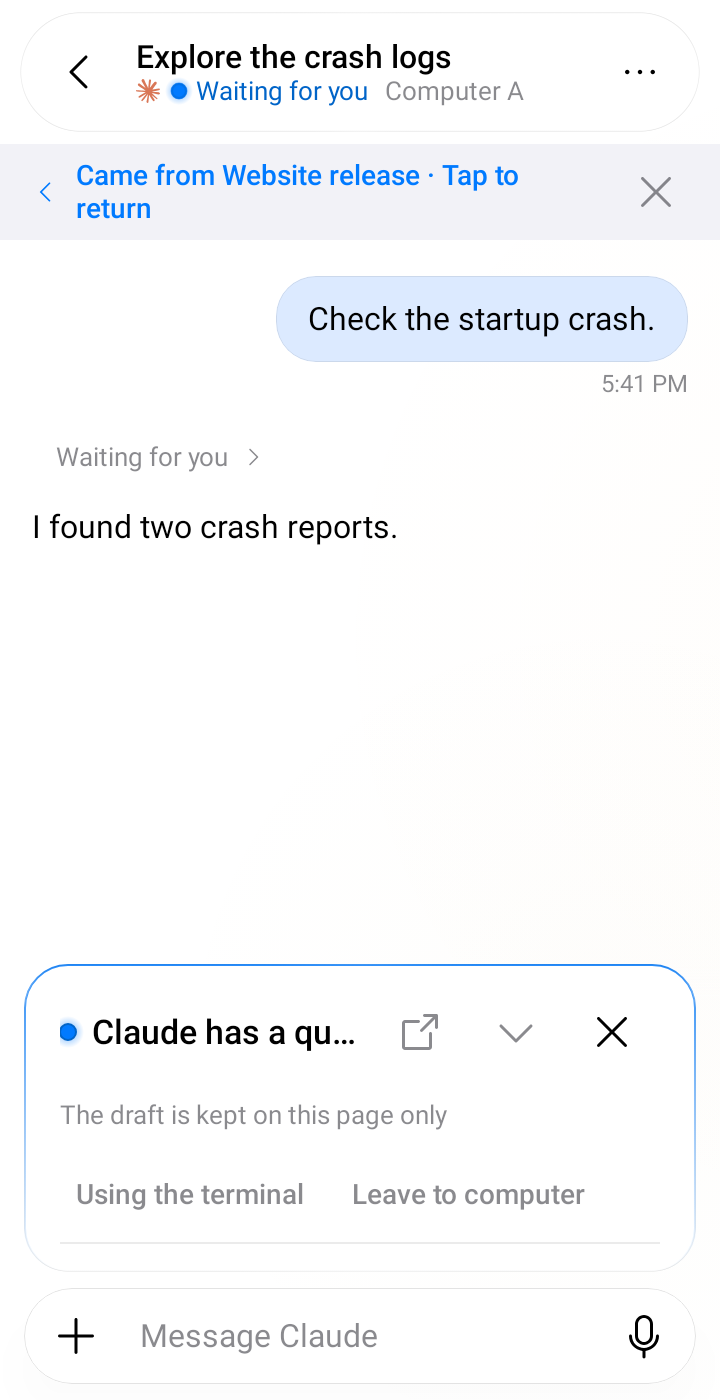 Explore the crash logs
Waiting for you Computer A
Came from Website release · Tap to
return
Check the startup crash.
5:41 PM
Waiting for you
I found two crash reports.
Claude has a qu...
The draft is kept on this page only
Using the terminal Leave to computer
Message Claude